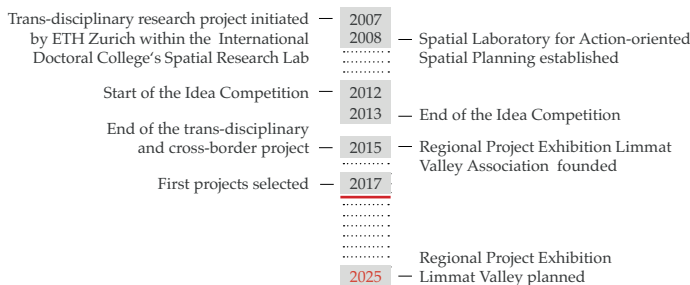 Trans-disciplinary research project initiated
by ETH Zurich within the International
Doctoral College‘s Spatial Research Lab
2007
2008
Spatial Laboratory for Action-oriented
Spatial Planning established
Start of the Idea Competition
2012
2013
End of the Idea Competition
End of the trans-disciplinary
and cross-border project
2015
Regional Project Exhibition Limmat
Valley Association founded
First projects selected
2017
Regional Project Exhibition
Limmat Valley planned
2025